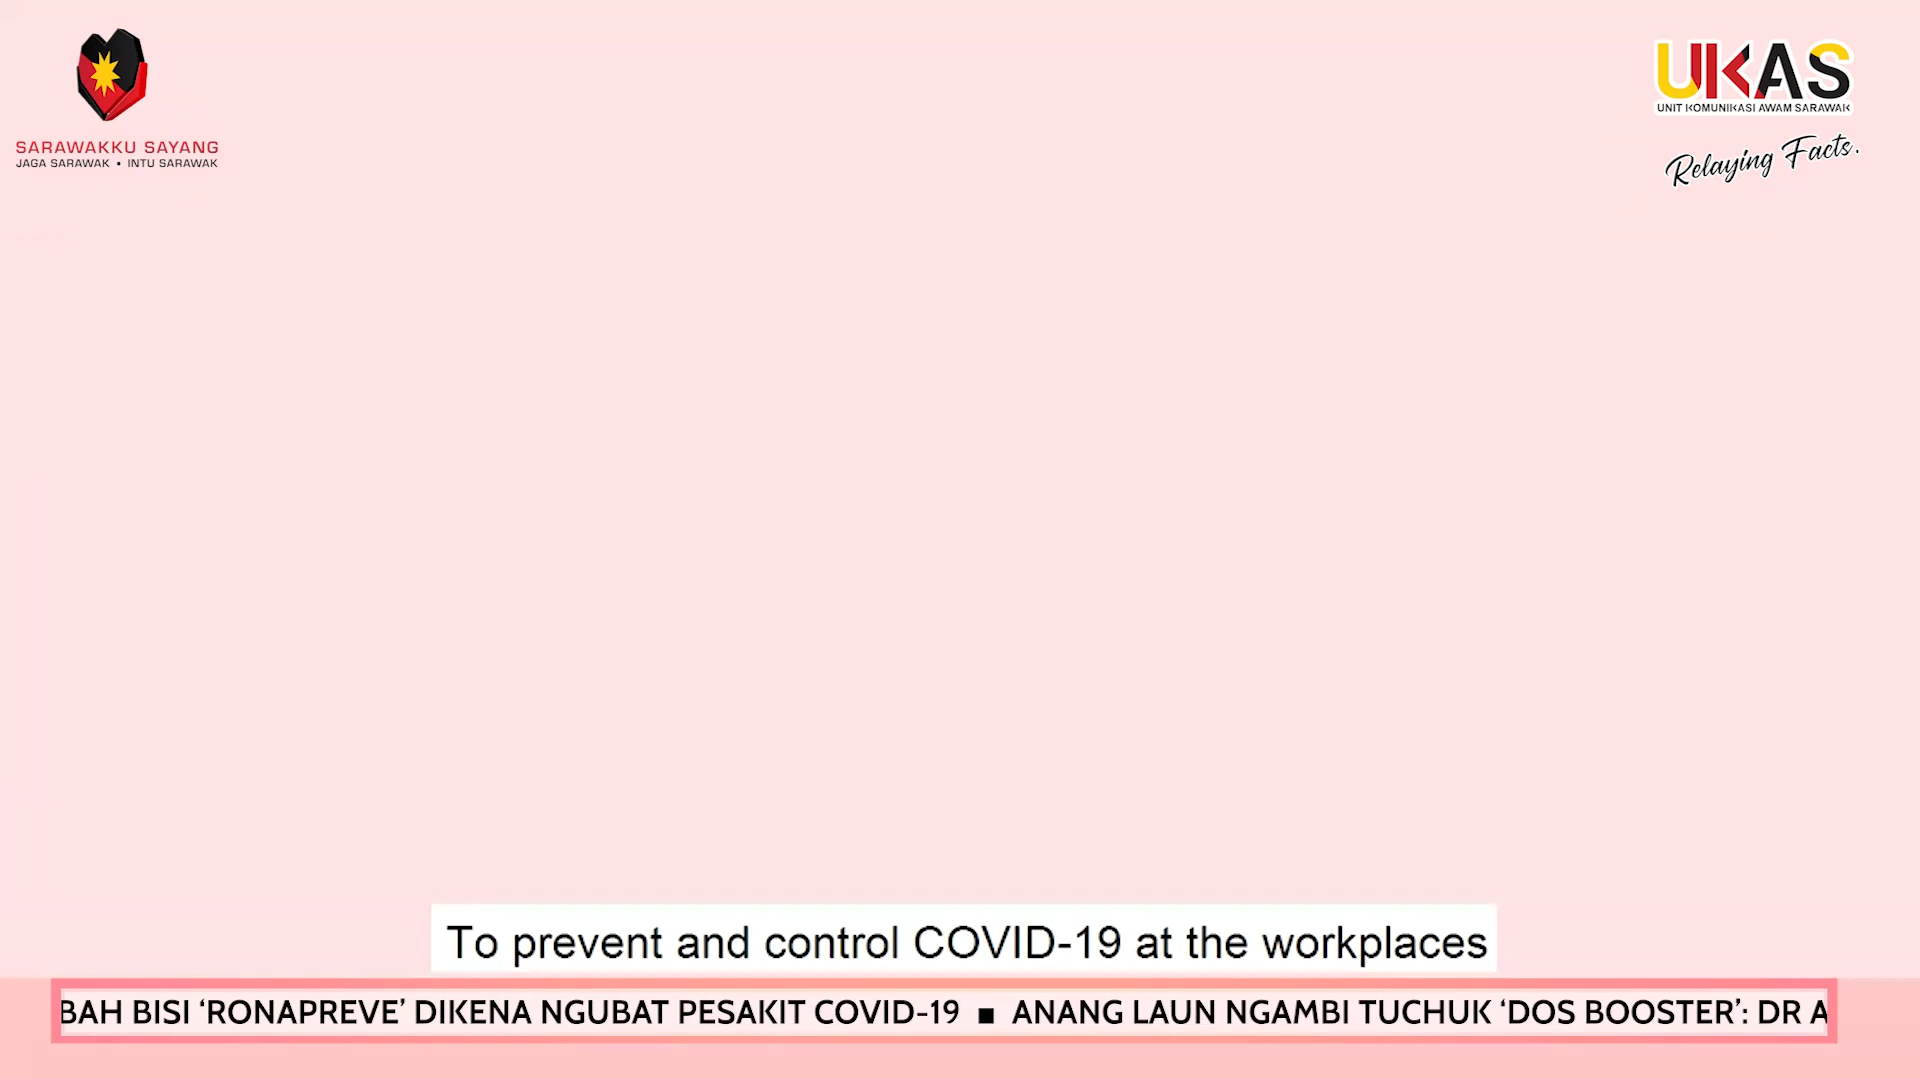 SARAWAKKU SAYANG
JAGA SARAWAK • INTU SARAWAK
UKAS
UNIT KOMUNIKASI AWAM SARAWAK
Relaying Facts.
To prevent and control COVID-19 at the workplaces
BAH BISI ‘RONAPREVE’ DIKENA NGUBAT PESAKIT COVID-19 ■ ANANG LAUN NGAMBI TUCHUK ‘DOS BOOSTER’: DR A